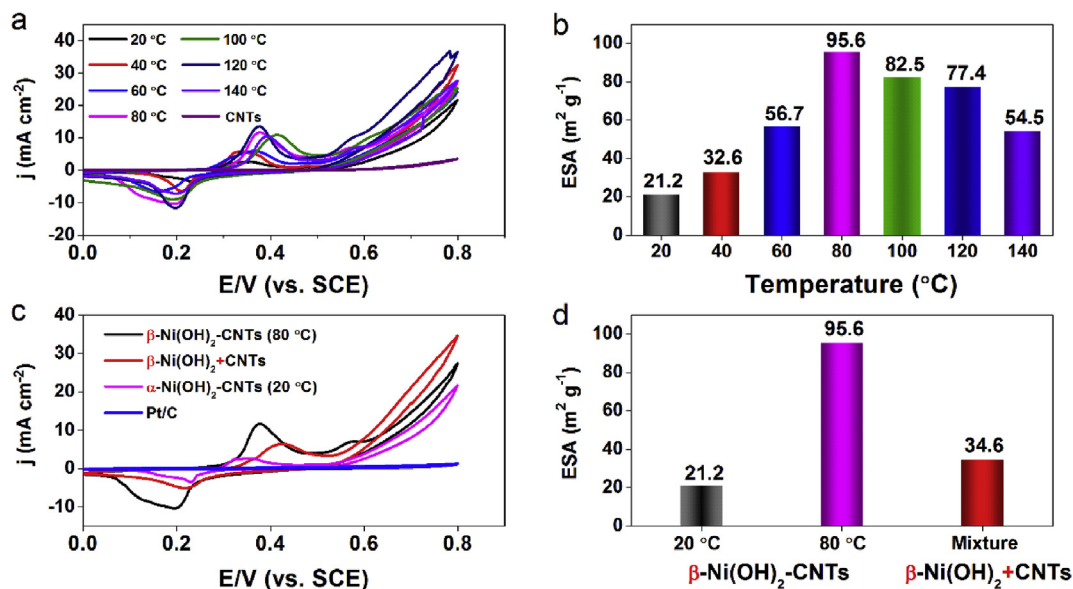 a
j (mA cm-2)
40
30
20
10
0
-10
-20
20 °C
40 °C
60 °C
80 °C
100 °C
120 °C
140 °C
CNTs
0.0 0.2 0.4 0.6 0.8
E/V (vs. SCE)
b
ESA (m2 g-1)
100
80
60
40
20
0
21.2
32.6
56.7
95.6
82.5
77.4
54.5
20 40 60 80 100 120 140
Temperature (°C)
c
j (mA cm-2)
40
30
20
10
0
-10
β-Ni(OH)2-CNTs (80 °C)
β-Ni(OH)2+CNTs
α-Ni(OH)2-CNTs (20 °C)
Pt/C
0.0 0.2 0.4 0.6 0.8
E/V (vs. SCE)
d
ESA (m2 g-1)
100
80
60
40
20
0
21.2
95.6
34.6
20 °C 80 °C Mixture
β-Ni(OH)2-CNTs β-Ni(OH)2+CNTs